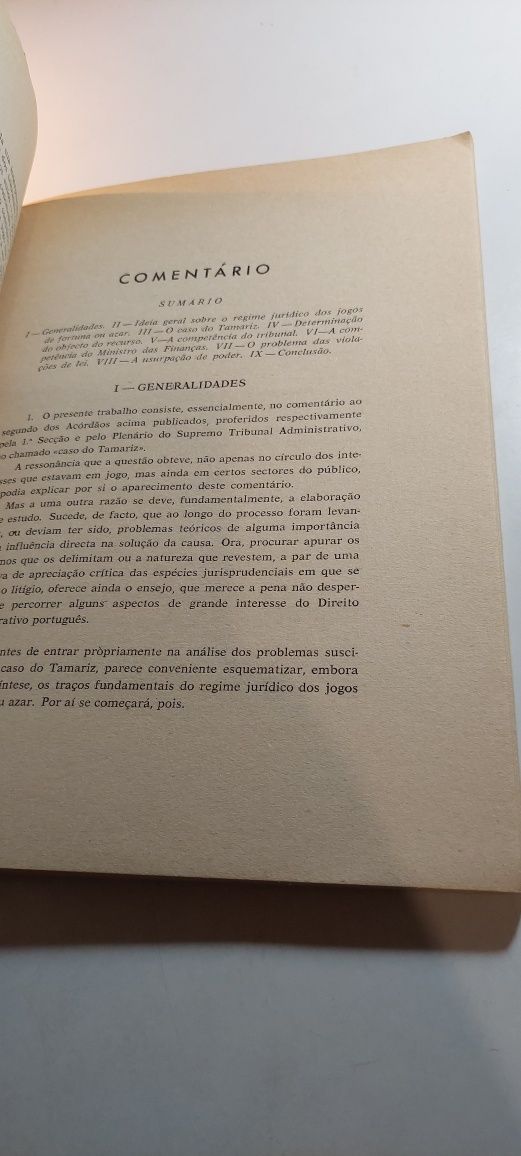 COMENTÁRIO
SUMÁRIO
I — Generalidades. II — Ideia geral sobre o regime jurídico dos jogos
de fortuna ou azar. III — O caso do Tamariz. IV — Determinação
do objecto do recurso. V — A competência do tribunal. VI — A com-
petência do Ministro das Finanças. VII — O problema das viola-
ções de lei. VIII — A usurpação de poder. IX — Conclusão.
I — GENERALIDADES
1. O presente trabalho consiste, essencialmente, no comentário ao
segundo dos Acórdãos acima publicados, proferidos respectivamente
pela 1.ª Secção e pelo Plenário do Supremo Tribunal Administrativo,
o chamado «caso do Tamariz».
A ressonância que a questão obteve, não apenas no círculo dos inte-
sses que estavam em jogo, mas ainda em certos sectores do público,
podia explicar por si o aparecimento deste comentário.
Mas a uma outra razão se deve, fundamentalmente, a elaboração
e estudo. Sucede, de facto, que ao longo do processo foram levan-
, ou deviam ter sido, problemas teóricos de alguma importância
influência directa na solução da causa. Ora, procurar apurar os
mos que os delimitam ou a natureza que revestem, a par de uma
va de apreciação crítica das espécies jurisprudenciais em que se
o litígio, oferece ainda o ensejo, que merece a pena não desper-
e percorrer alguns aspectos de grande interesse do Direito
rativo português.
ntes de entrar pròpriamente na análise dos problemas susci-
caso do Tamariz, parece conveniente esquematizar, embora
íntese, os traços fundamentais do regime jurídico dos jogos
u azar. Por aí se começará, pois.